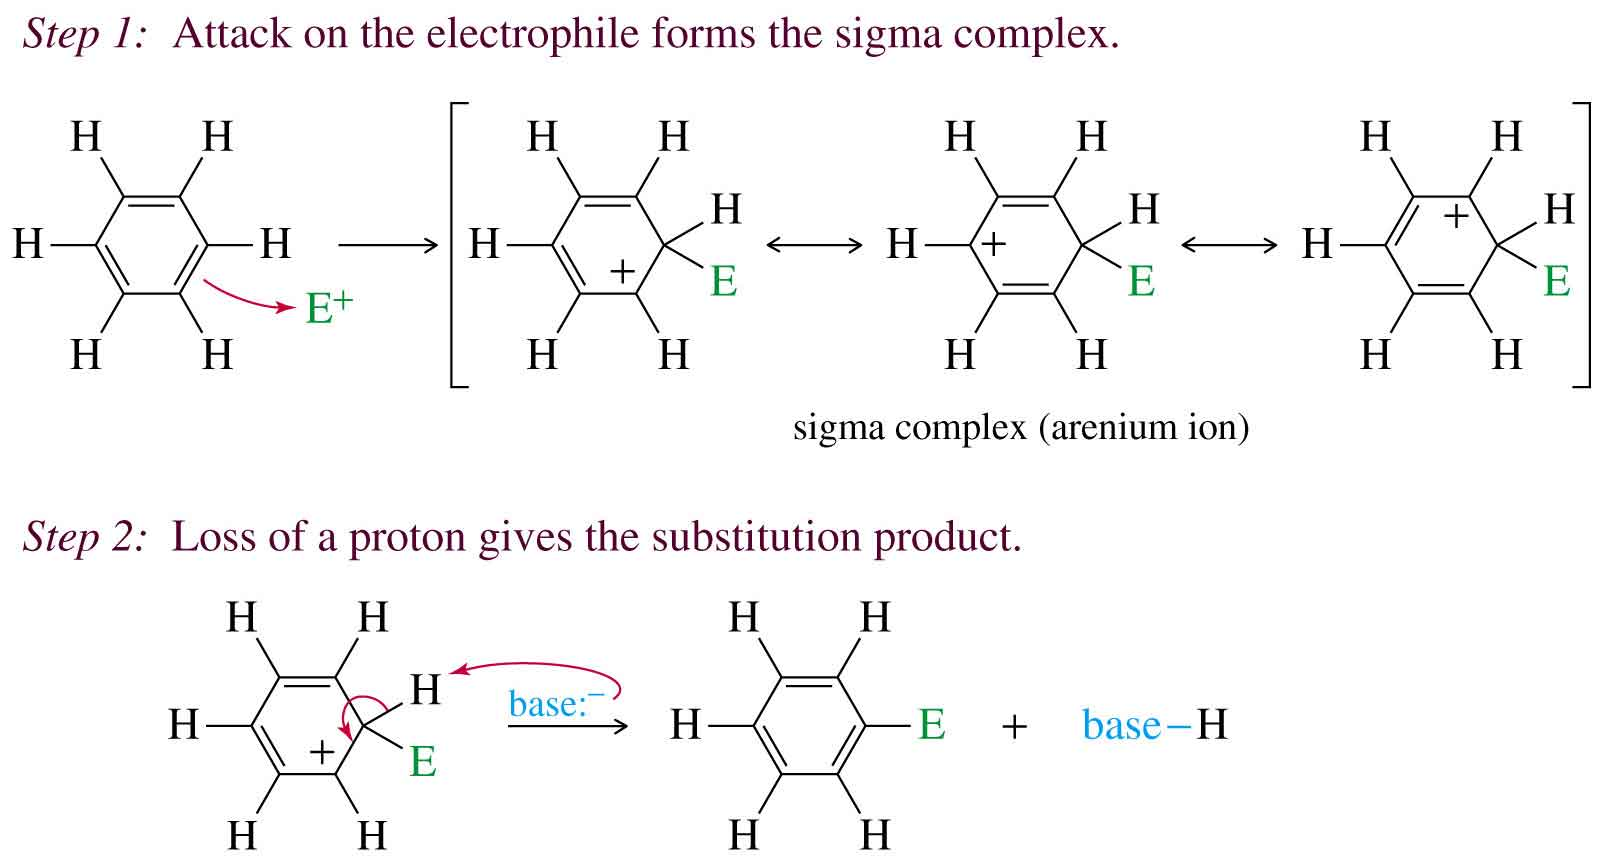 Step 1: Attack on the electrophile forms the sigma complex.
H H H H H H H H
H H H H
H H H H H
E⁺ E E E
H H H H H H H H
+ + +
sigma complex (arenium ion)
Step 2: Loss of a proton gives the substitution product.
H H H H
H base:⁻
H + E H E + base–H
H H H H